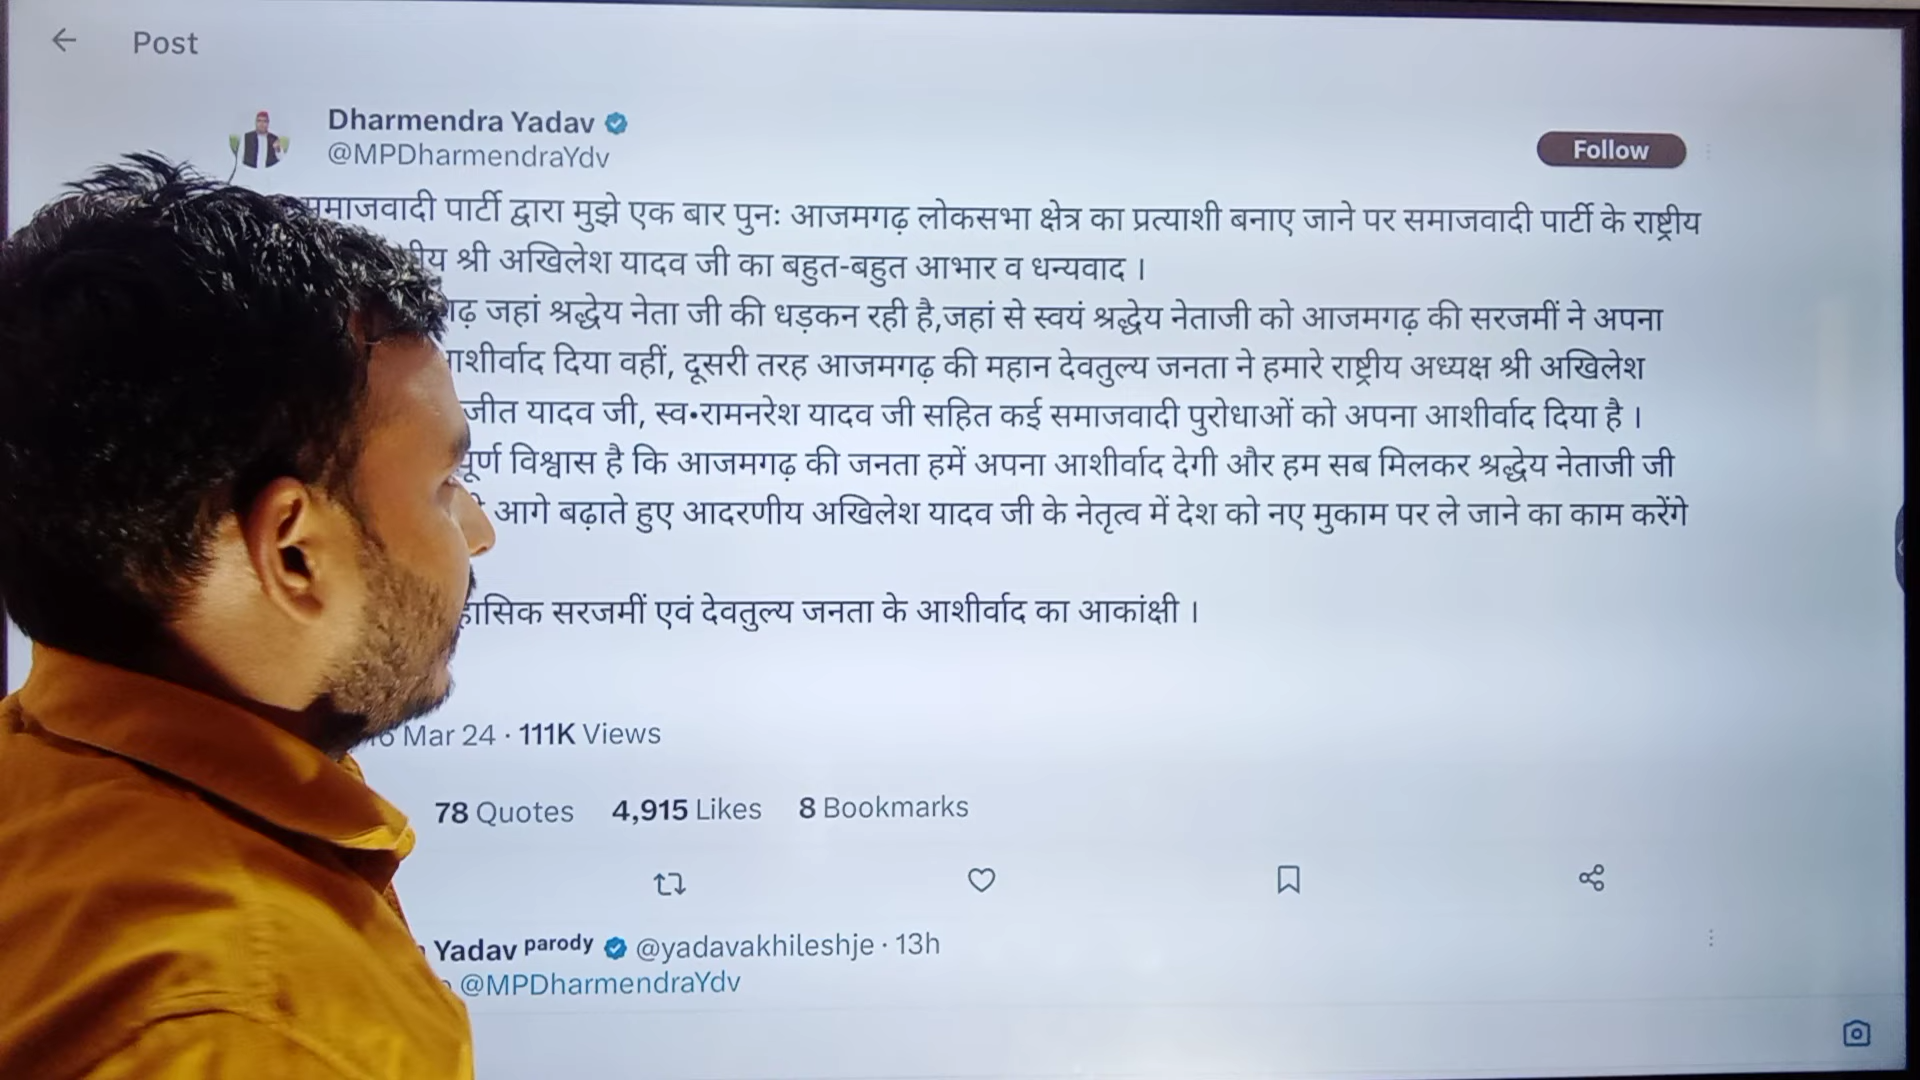 Post
Dharmendra Yadav
@MPDharmendraYdv
Follow
समाजवादी पार्टी द्वारा मुझे एक बार पुनः आजमगढ़ लोकसभा क्षेत्र का प्रत्याशी बनाए जाने पर समाजवादी पार्टी के राष्ट्रीय
श्री अखिलेश यादव जी का बहुत-बहुत आभार व धन्यवाद ।
जहां श्रद्धेय नेता जी की धड़कन रही है,जहां से स्वयं श्रद्धेय नेताजी को आजमगढ़ की सरजमीं ने अपना
दिया वहीं, दूसरी तरह आजमगढ़ की महान देवतुल्य जनता ने हमारे राष्ट्रीय अध्यक्ष श्री अखिलेश
यादव जी, स्व•रामनरेश यादव जी सहित कई समाजवादी पुरोधाओं को अपना आशीर्वाद दिया है ।
विश्वास है कि आजमगढ़ की जनता हमें अपना आशीर्वाद देगी और हम सब मिलकर श्रद्धेय नेताजी जी
आगे बढ़ाते हुए आदरणीय अखिलेश यादव जी के नेतृत्व में देश को नए मुकाम पर ले जाने का काम करेंगे
सरजमीं एवं देवतुल्य जनता के आशीर्वाद का आकांक्षी ।
Mar 24 · 111K Views
78 Quotes 4,915 Likes 8 Bookmarks
Yadav parody @yadavakhileshje · 13h
@MPDharmendraYdv